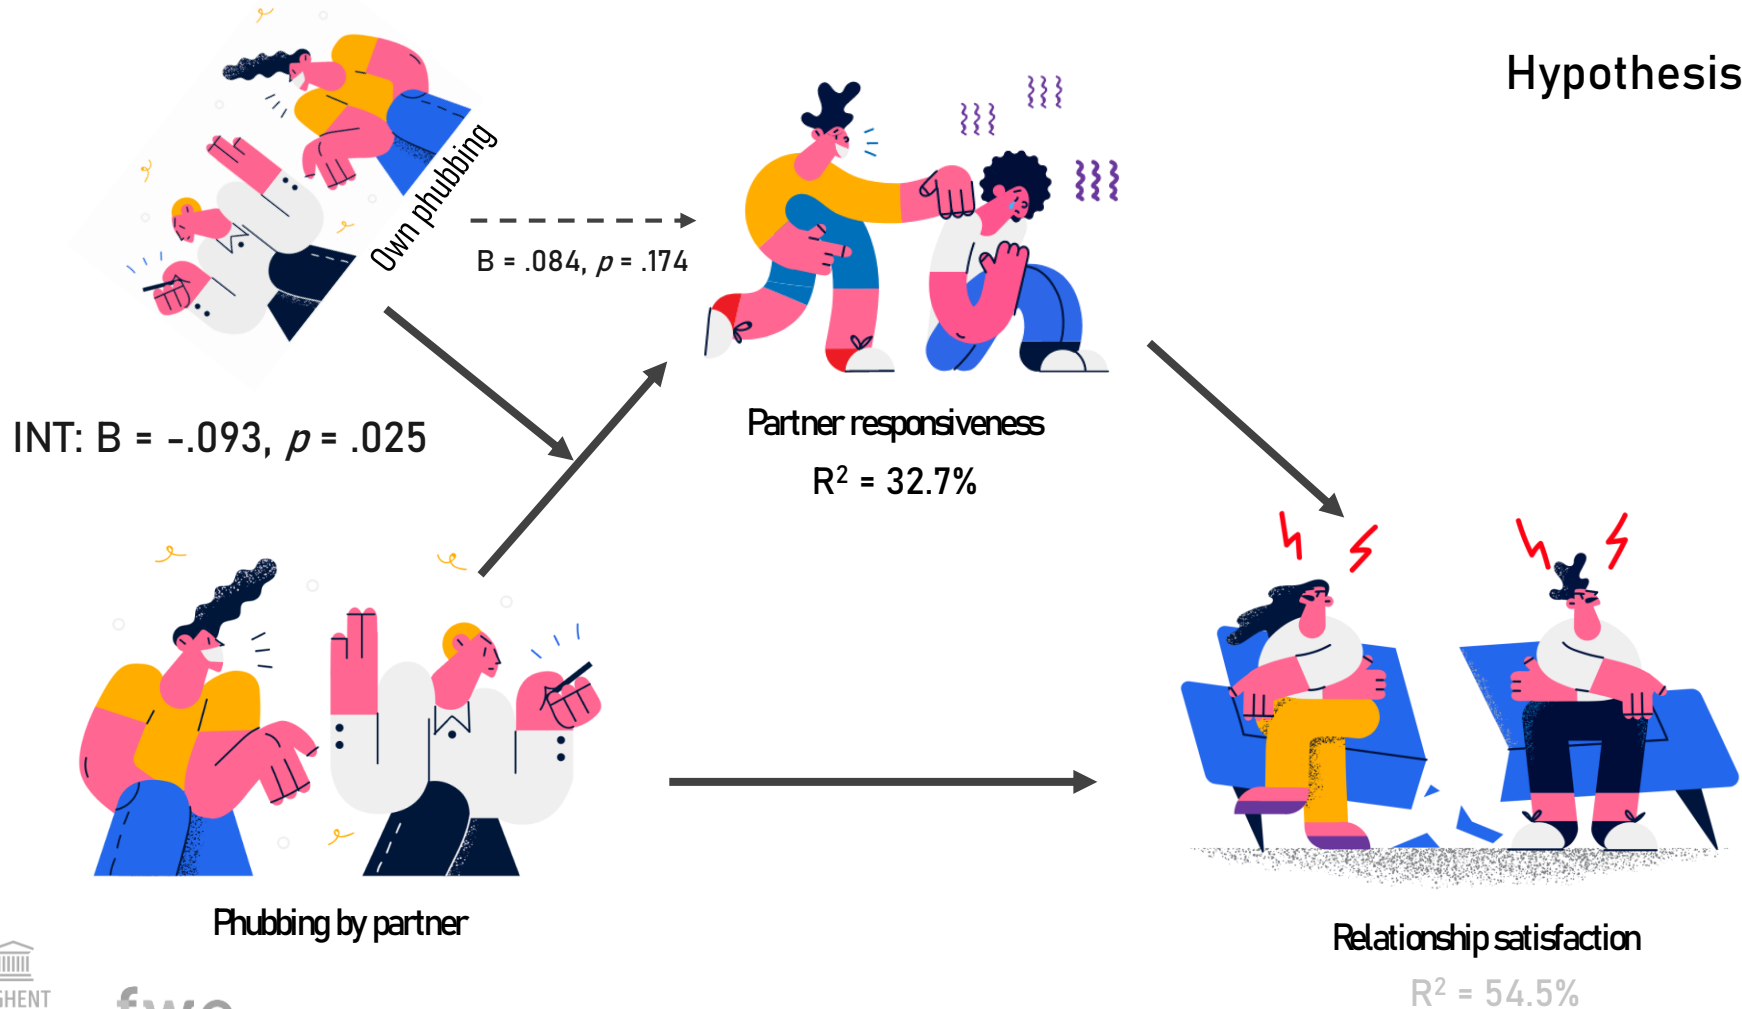 Hypothesis
Own phubbing
B = .084, p = .174
INT: B = -.093, p = .025
Partner responsiveness
R² = 32.7%
Phubbing by partner
Relationship satisfaction
R² = 54.5%
GHENT